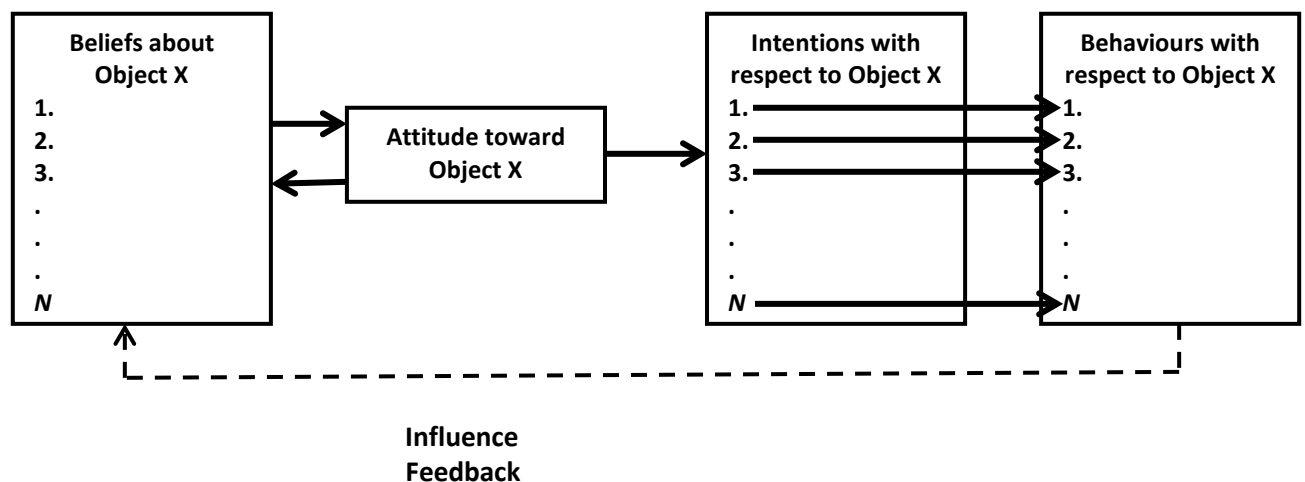 Beliefs about
Object X
1.
2.
3.
.
.
.
N
Attitude toward
Object X
Intentions with
respect to Object X
1.
2.
3.
.
.
.
N
Behaviours with
respect to Object X
1.
2.
3.
.
.
.
N
Influence
Feedback